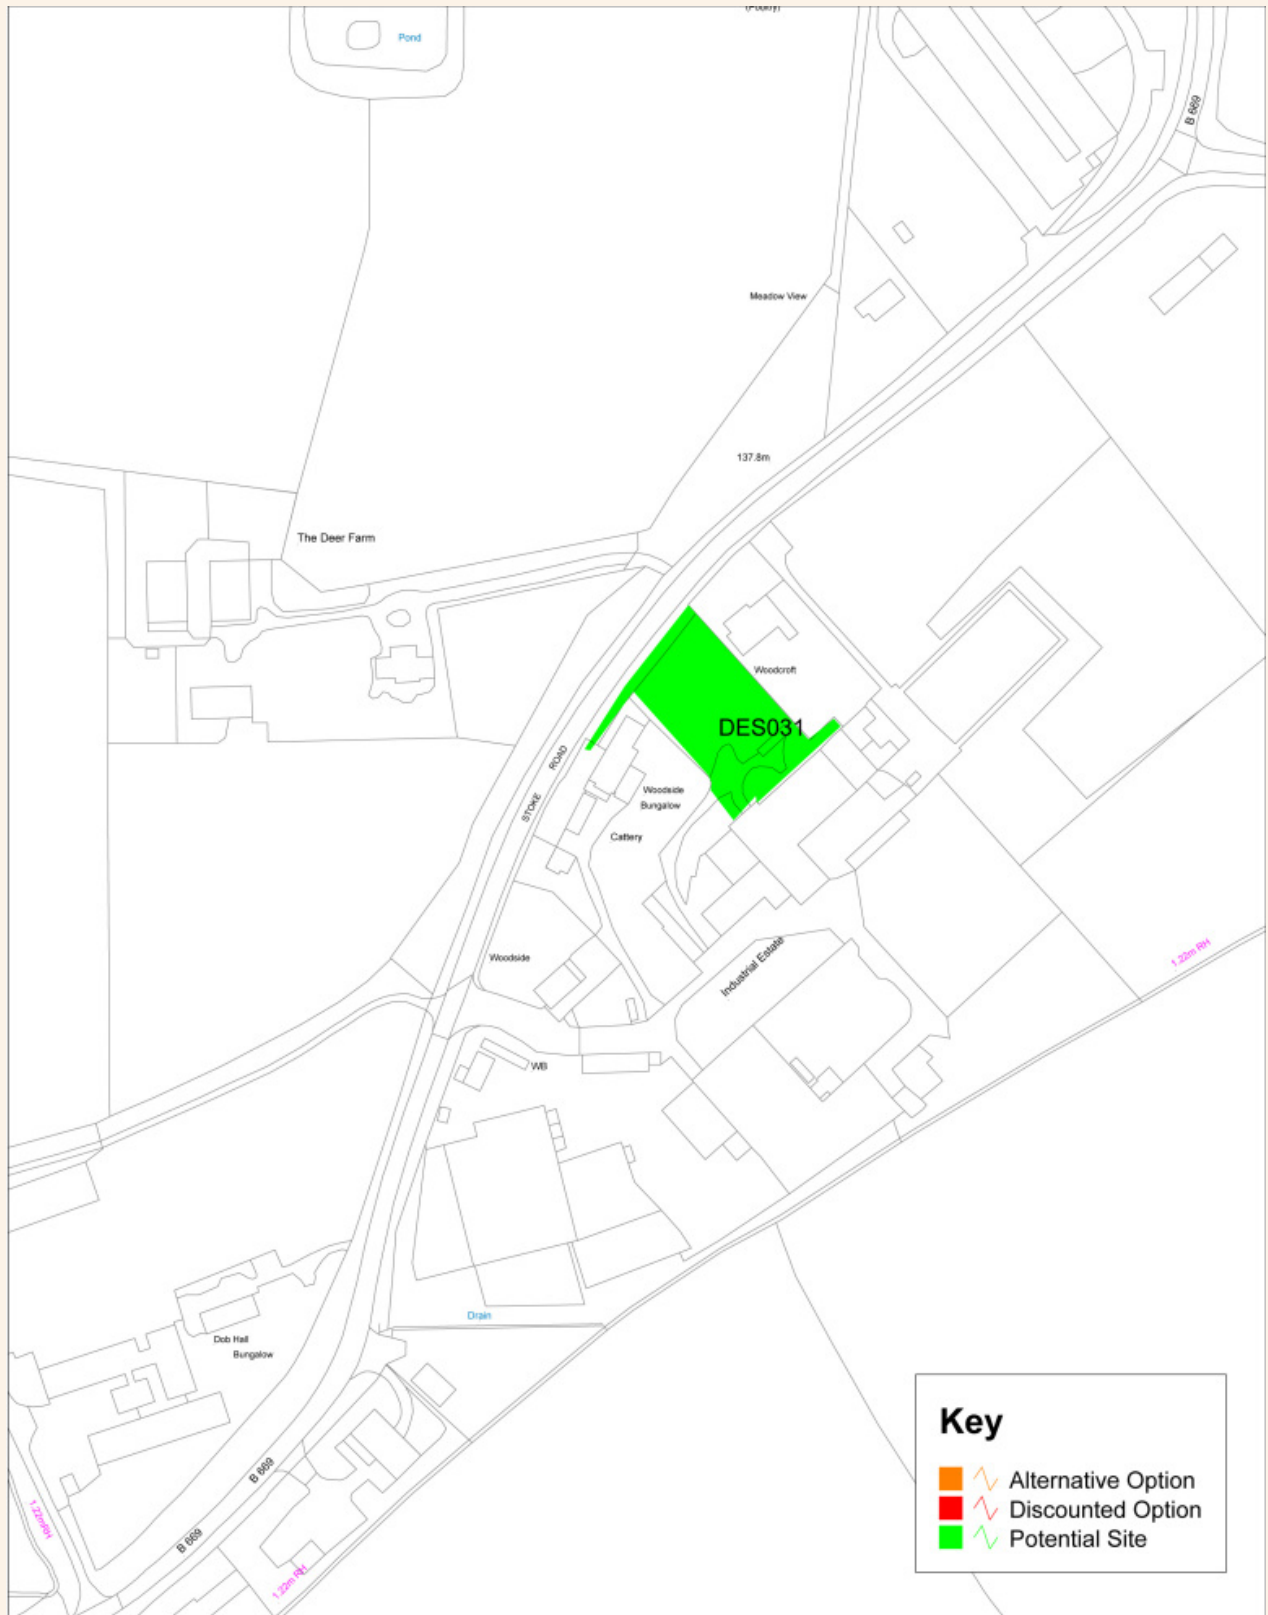 (Poultry)
Pond
B 669
Meadow View
137.8m
The Deer Farm
Woodcroft
DES031
STOKE ROAD
Woodside
Bungalow
Cattery
Woodside
Industrial Estate
1.22m RH
WB
Drain
Dob Hall
Bungalow
B 669
1.22mRH
B 669
1.22m RH
Key
Alternative Option
Discounted Option
Potential Site